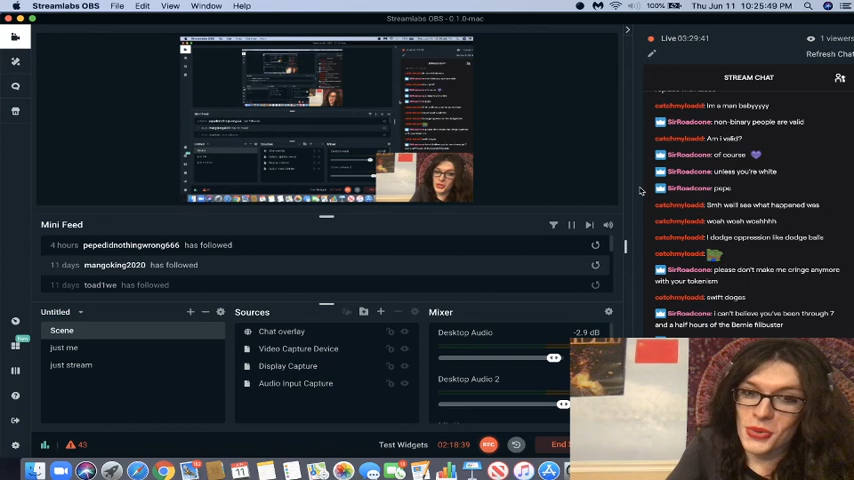 Streamlabs OBS File Edit View Window Help 100% Thu Jun 11 10:25:49 PM
Streamlabs OBS - 0.1.0-mac
Live 03:29:41 1 viewers
Refresh Chat
STREAM CHAT
catchmyloadd: Im a man babyyyyy
SirRoadcone: non-binary people are valid
catchmyloadd: Am i valid?
SirRoadcone: of course
SirRoadcone: unless you're white
SirRoadcone: pepe
catchmyloadd: Smh we'll see what happened was
catchmyloadd: woah woah woahhhh
catchmyloadd: I dodge oppression like dodge balls
catchmyloadd:
SirRoadcone: please don't make me cringe anymore
with your tokenism
catchmyloadd: swift doges
SirRoadcone: i can't believe you've been through 7
and a half hours of the Bernie filibuster
Mini Feed
4 hours pepedidnothingwrong666 has followed
11 days mangoking2020 has followed
11 days toad1we has followed
Untitled
Scene
just me
just stream
Sources
Chat overlay
Video Capture Device
Display Capture
Audio Input Capture
Mixer
Desktop Audio -2.9 dB
Desktop Audio 2
43
Test Widgets 02:18:39 REC End